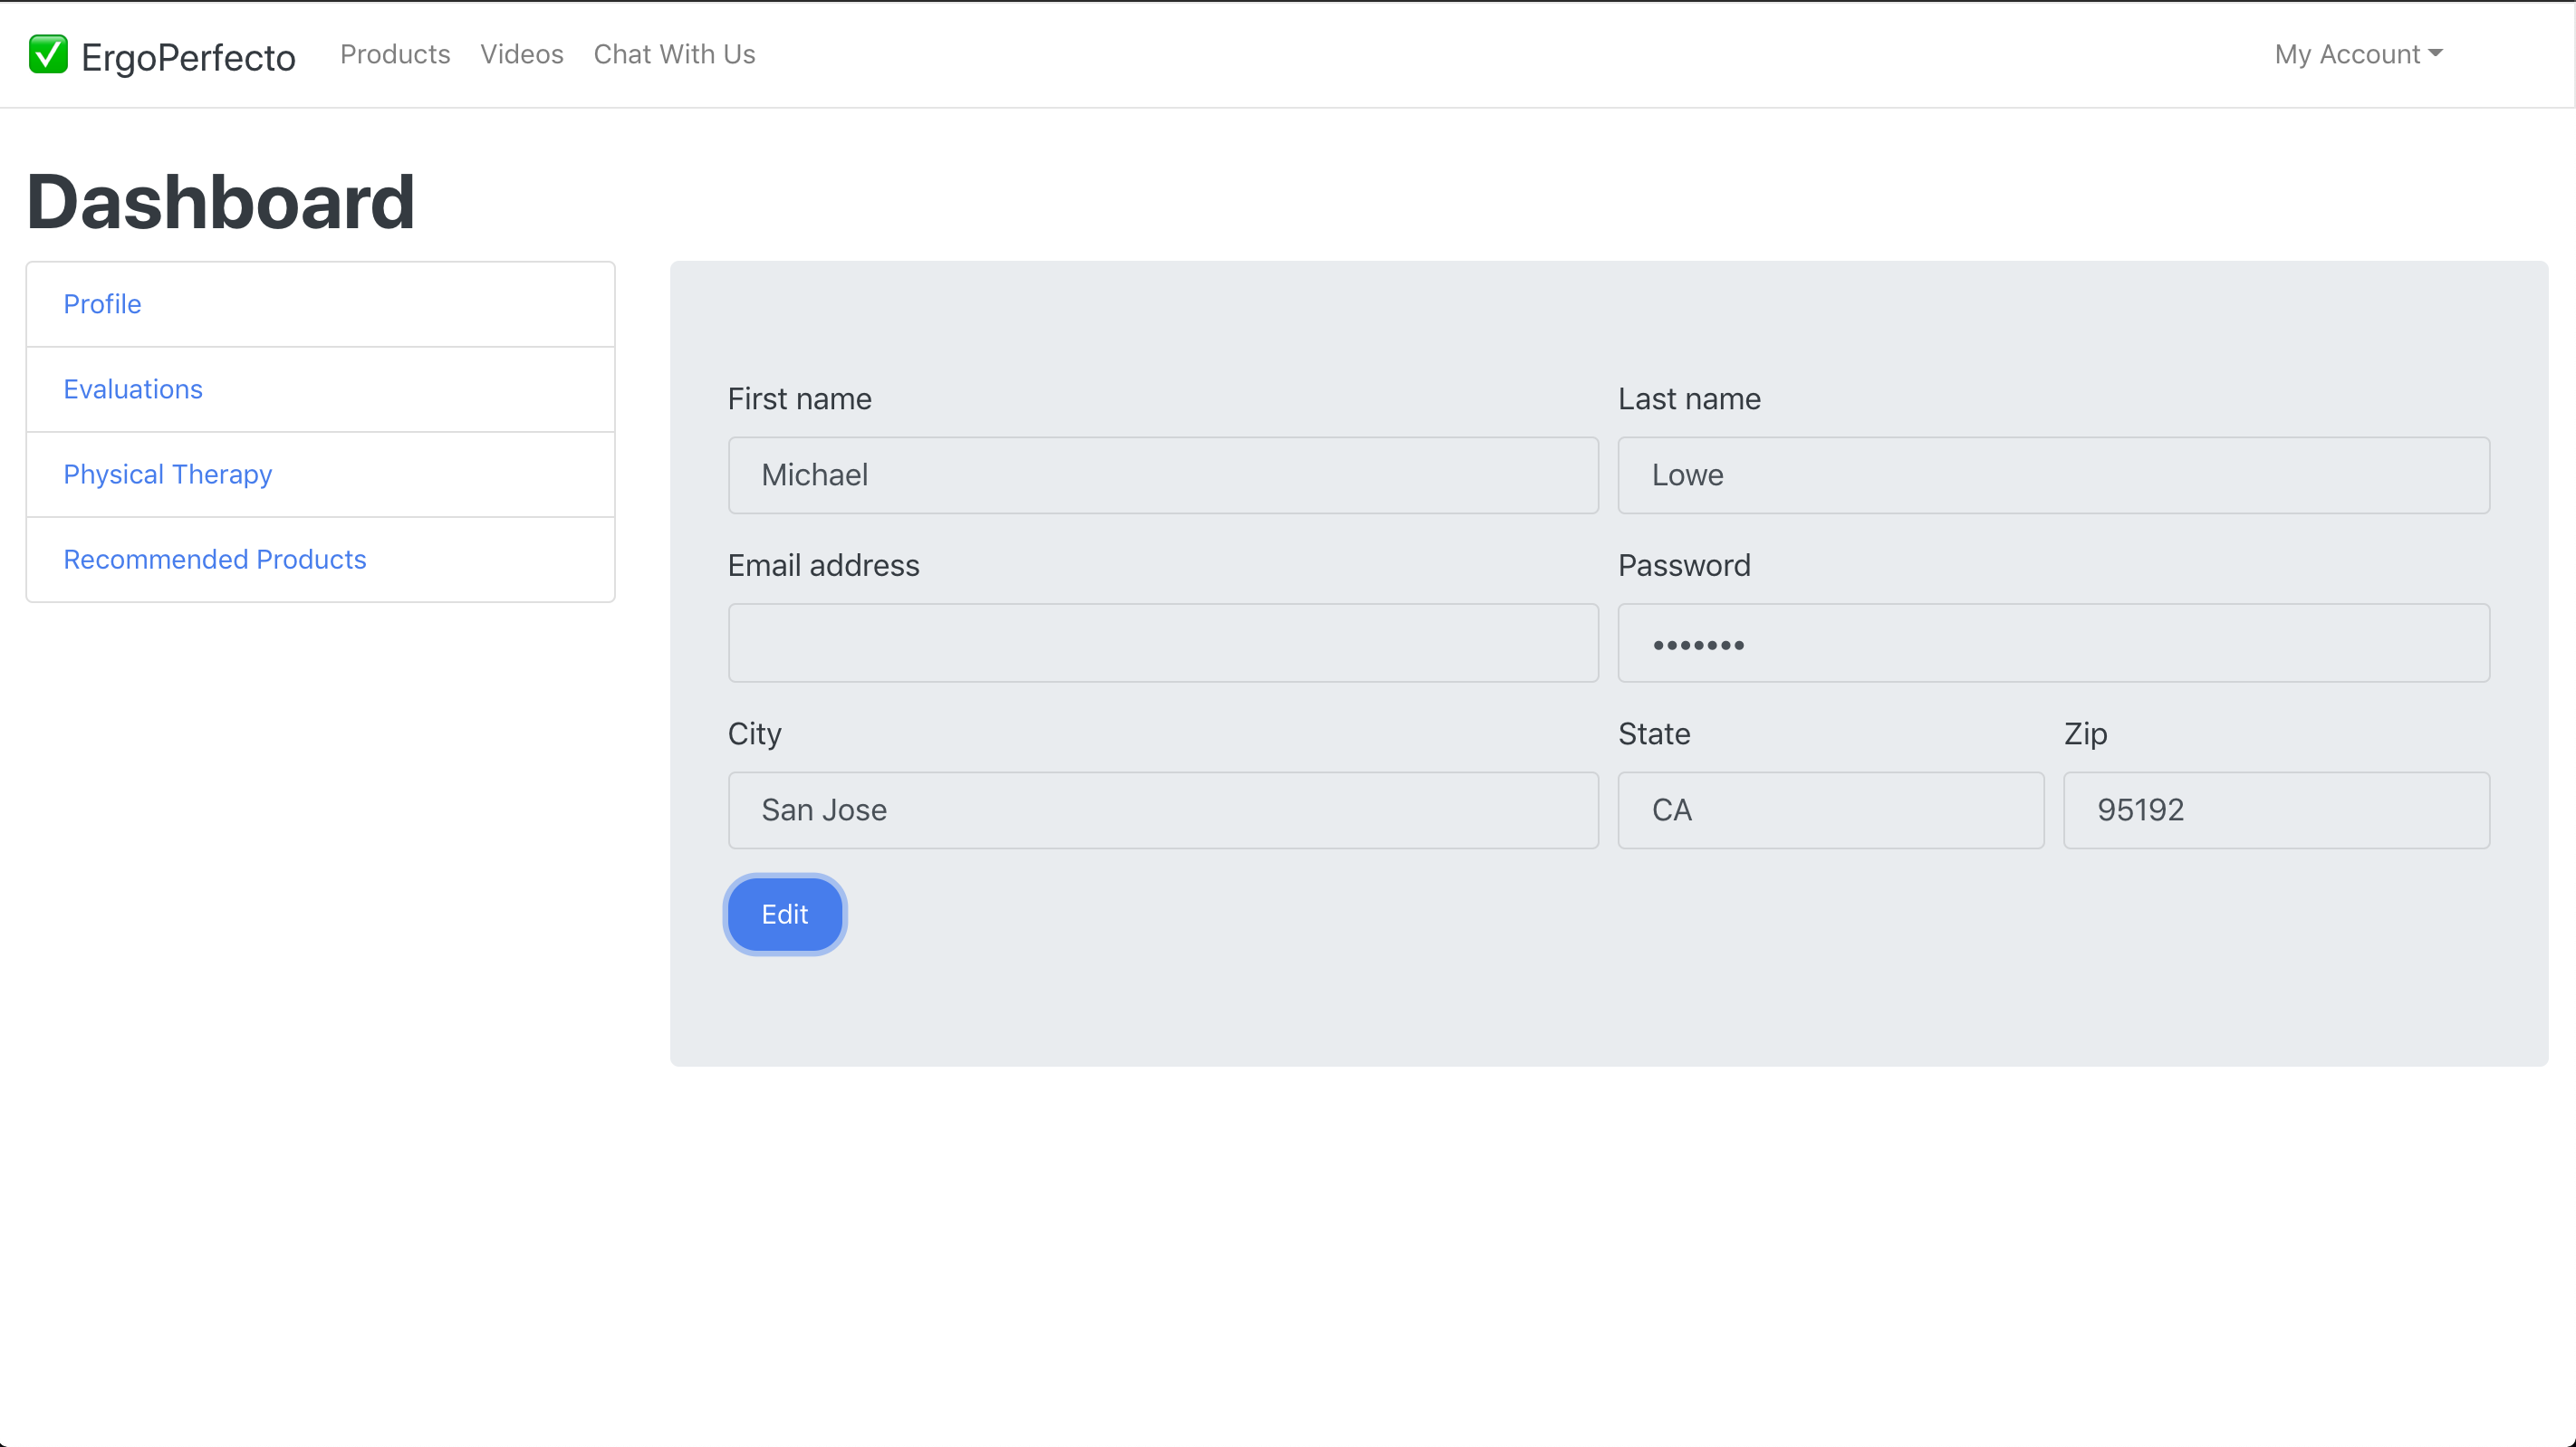 ErgoPerfecto Products Videos Chat With Us My Account
Dashboard
Profile
Evaluations
Physical Therapy
Recommended Products
First name Last name
Michael Lowe
Email address Password
•••••••
City State Zip
San Jose CA 95192
Edit